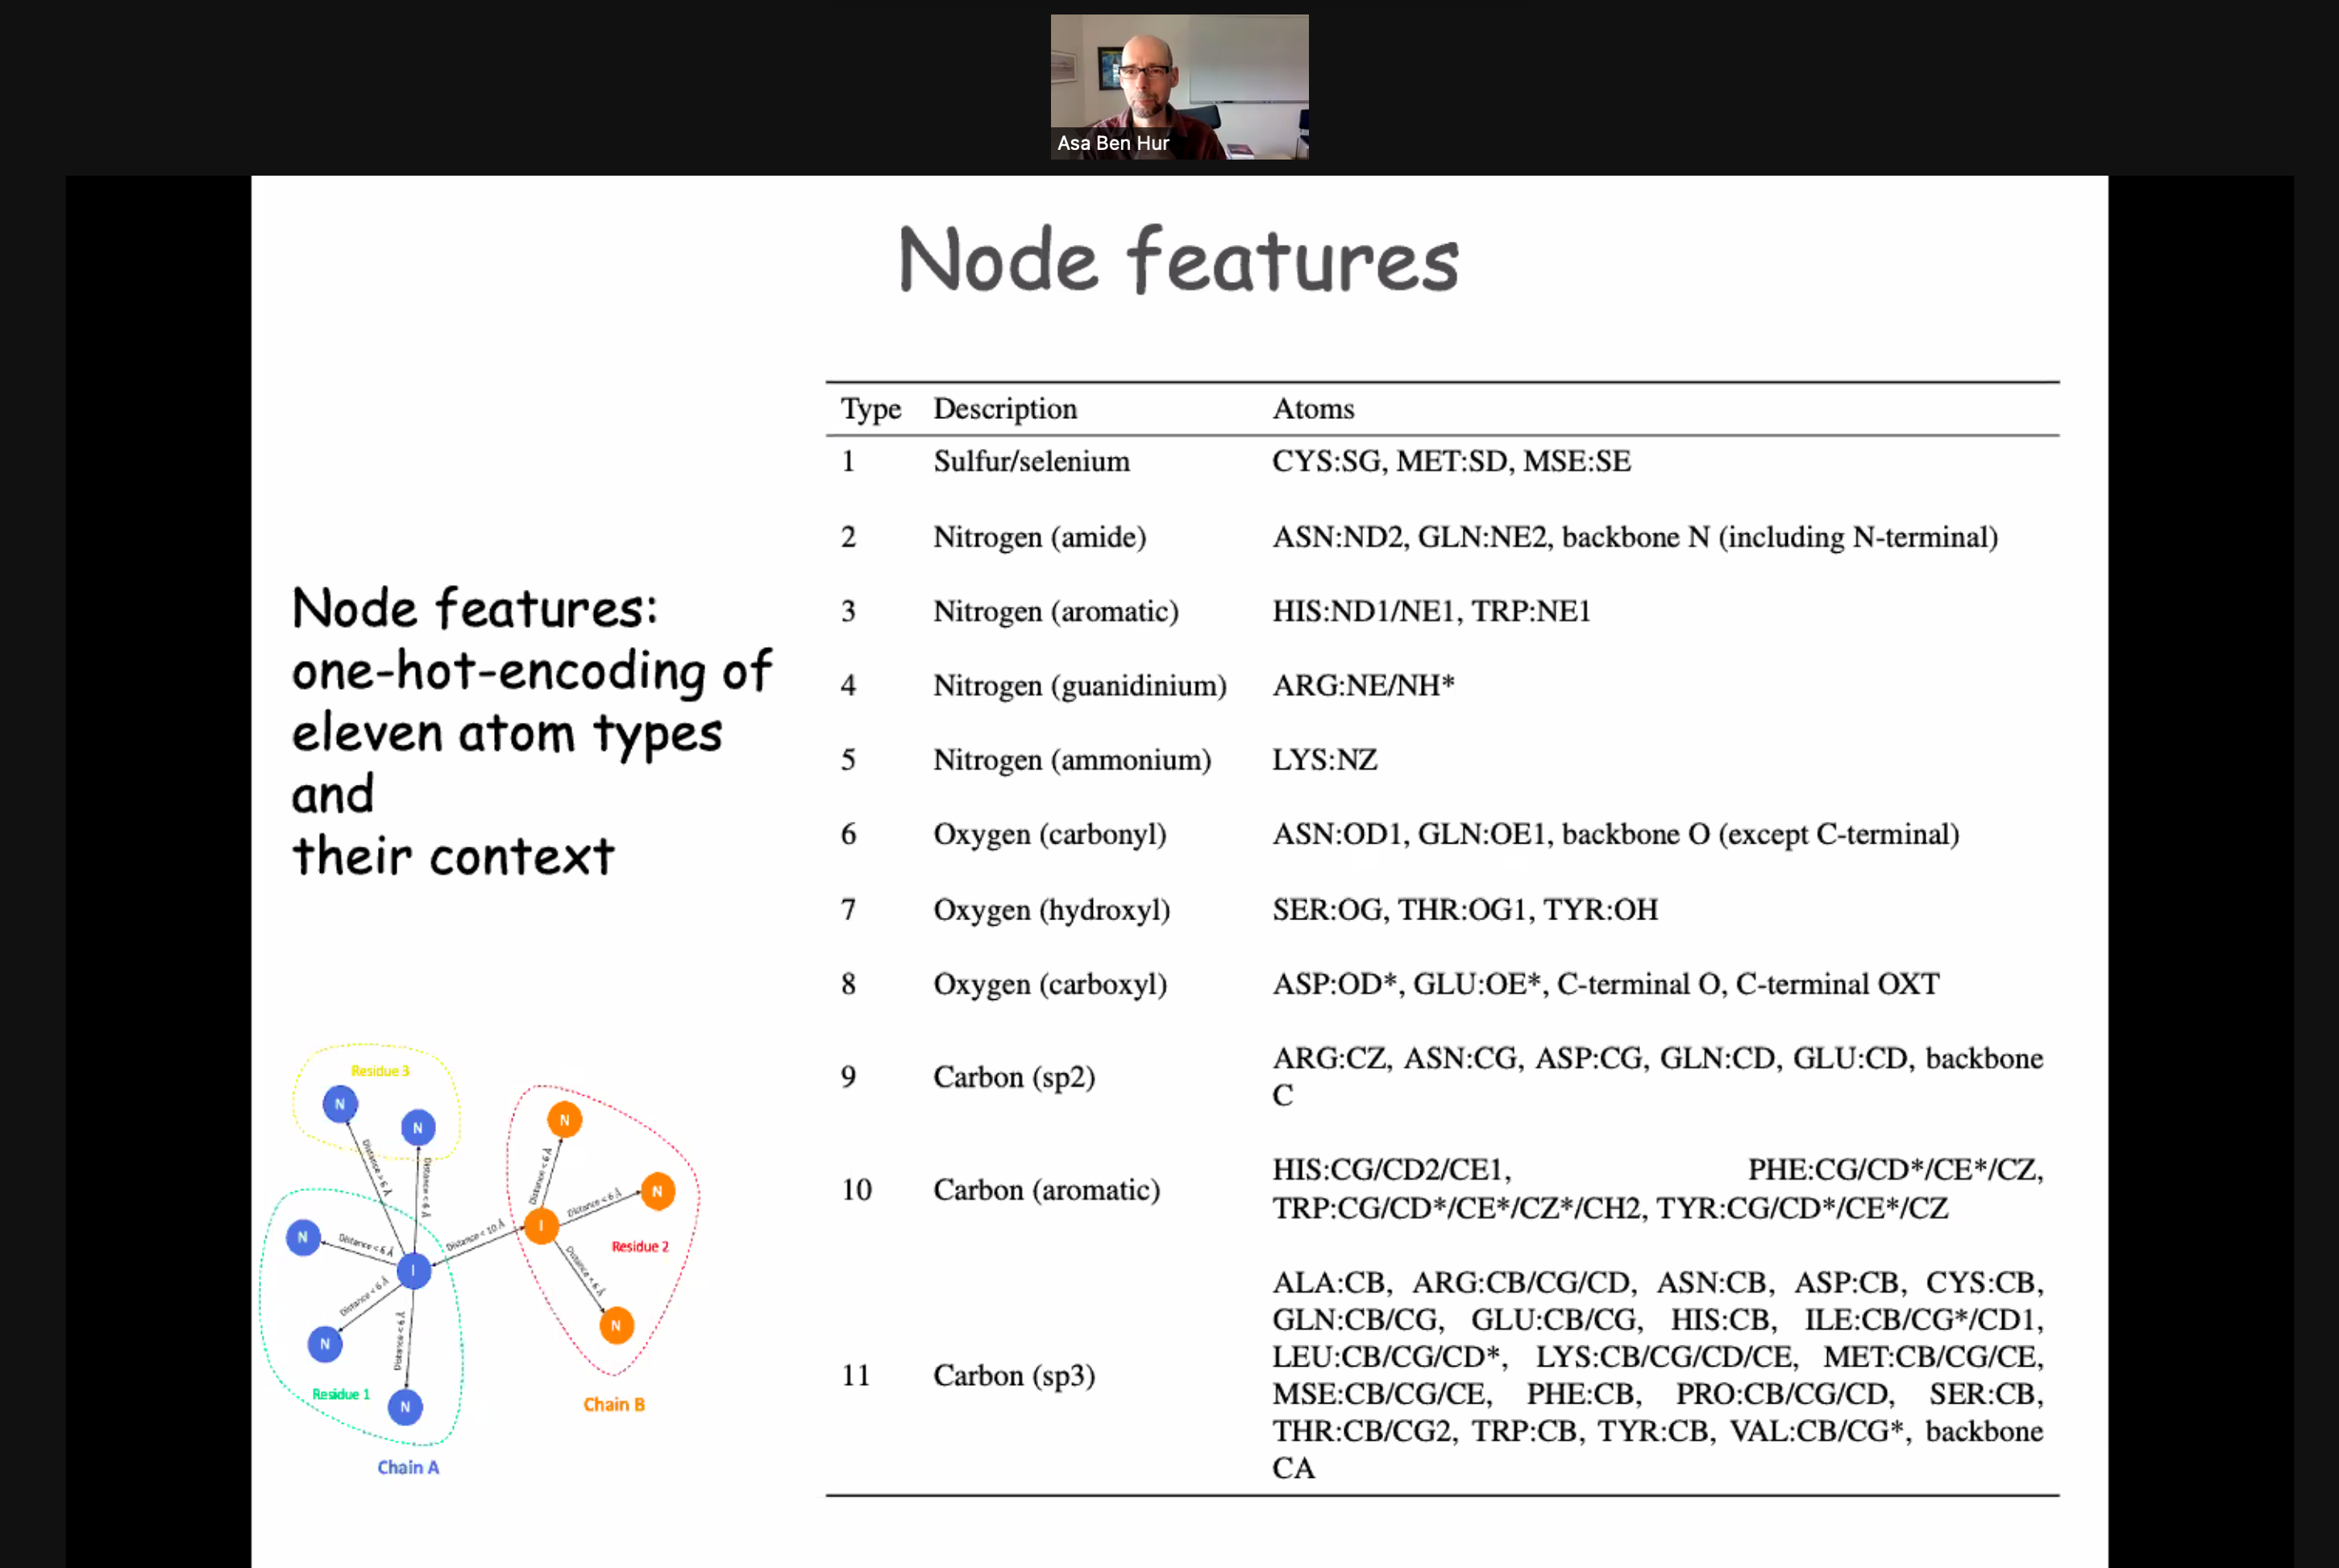 Asa Ben Hur
Node features
Node features:
one-hot-encoding of
eleven atom types
and
their context
Type Description Atoms
1 Sulfur/selenium CYS:SG, MET:SD, MSE:SE
2 Nitrogen (amide) ASN:ND2, GLN:NE2, backbone N (including N-terminal)
3 Nitrogen (aromatic) HIS:ND1/NE1, TRP:NE1
4 Nitrogen (guanidinium) ARG:NE/NH*
5 Nitrogen (ammonium) LYS:NZ
6 Oxygen (carbonyl) ASN:OD1, GLN:OE1, backbone O (except C-terminal)
7 Oxygen (hydroxyl) SER:OG, THR:OG1, TYR:OH
8 Oxygen (carboxyl) ASP:OD*, GLU:OE*, C-terminal O, C-terminal OXT
9 Carbon (sp2) ARG:CZ, ASN:CG, ASP:CG, GLN:CD, GLU:CD, backbone
C
10 Carbon (aromatic) HIS:CG/CD2/CE1, PHE:CG/CD*/CE*/CZ,
TRP:CG/CD*/CE*/CZ*/CH2, TYR:CG/CD*/CE*/CZ
11 Carbon (sp3) ALA:CB, ARG:CB/CG/CD, ASN:CB, ASP:CB, CYS:CB,
GLN:CB/CG, GLU:CB/CG, HIS:CB, ILE:CB/CG*/CD1,
LEU:CB/CG/CD*, LYS:CB/CG/CD/CE, MET:CB/CG/CE,
MSE:CB/CG/CE, PHE:CB, PRO:CB/CG/CD, SER:CB,
THR:CB/CG2, TRP:CB, TYR:CB, VAL:CB/CG*, backbone
CA
Residue 3
N
N
Distance < 6 Å
Distance < 6 Å
N
Distance < 6 Å
I
Distance < 6 Å
N
Distance < 6 Å
Residue 1
N
Chain A
Distance < 10 Å
N
Distance < 6 Å
N
Distance < 6 Å
I
Residue 2
Distance < 6 Å
N
Chain B